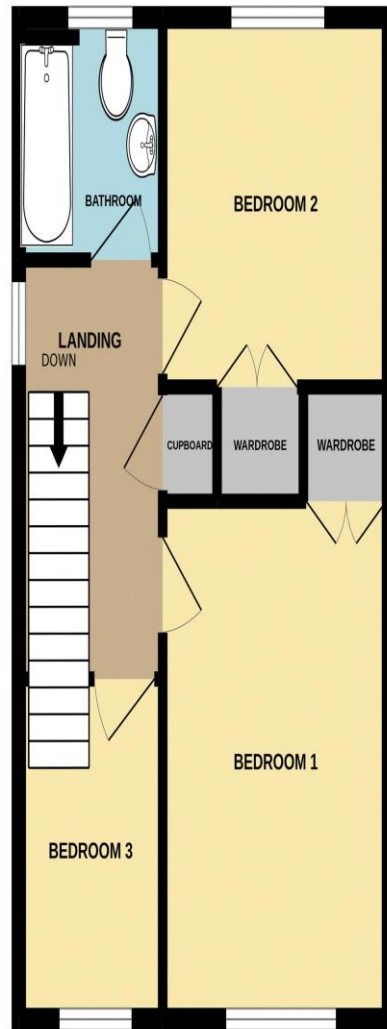 BATHROOM
BEDROOM 2
LANDING
DOWN
CUPBOARD
WARDROBE
WARDROBE
BEDROOM 1
BEDROOM 3